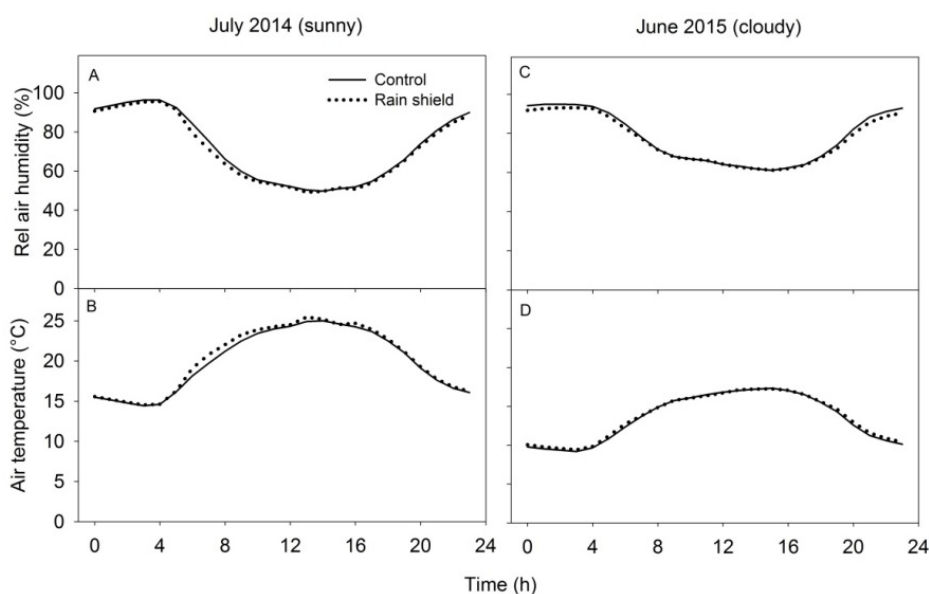 July 2014 (sunny)
June 2015 (cloudy)
A
Control
Rain shield
C
Rel air humidity (%)
100
80
60
40
20
0
B
D
Air temperature (°C)
25
20
15
10
5
0
0 4 8 12 16 20 24
0 4 8 12 16 20 24
Time (h)